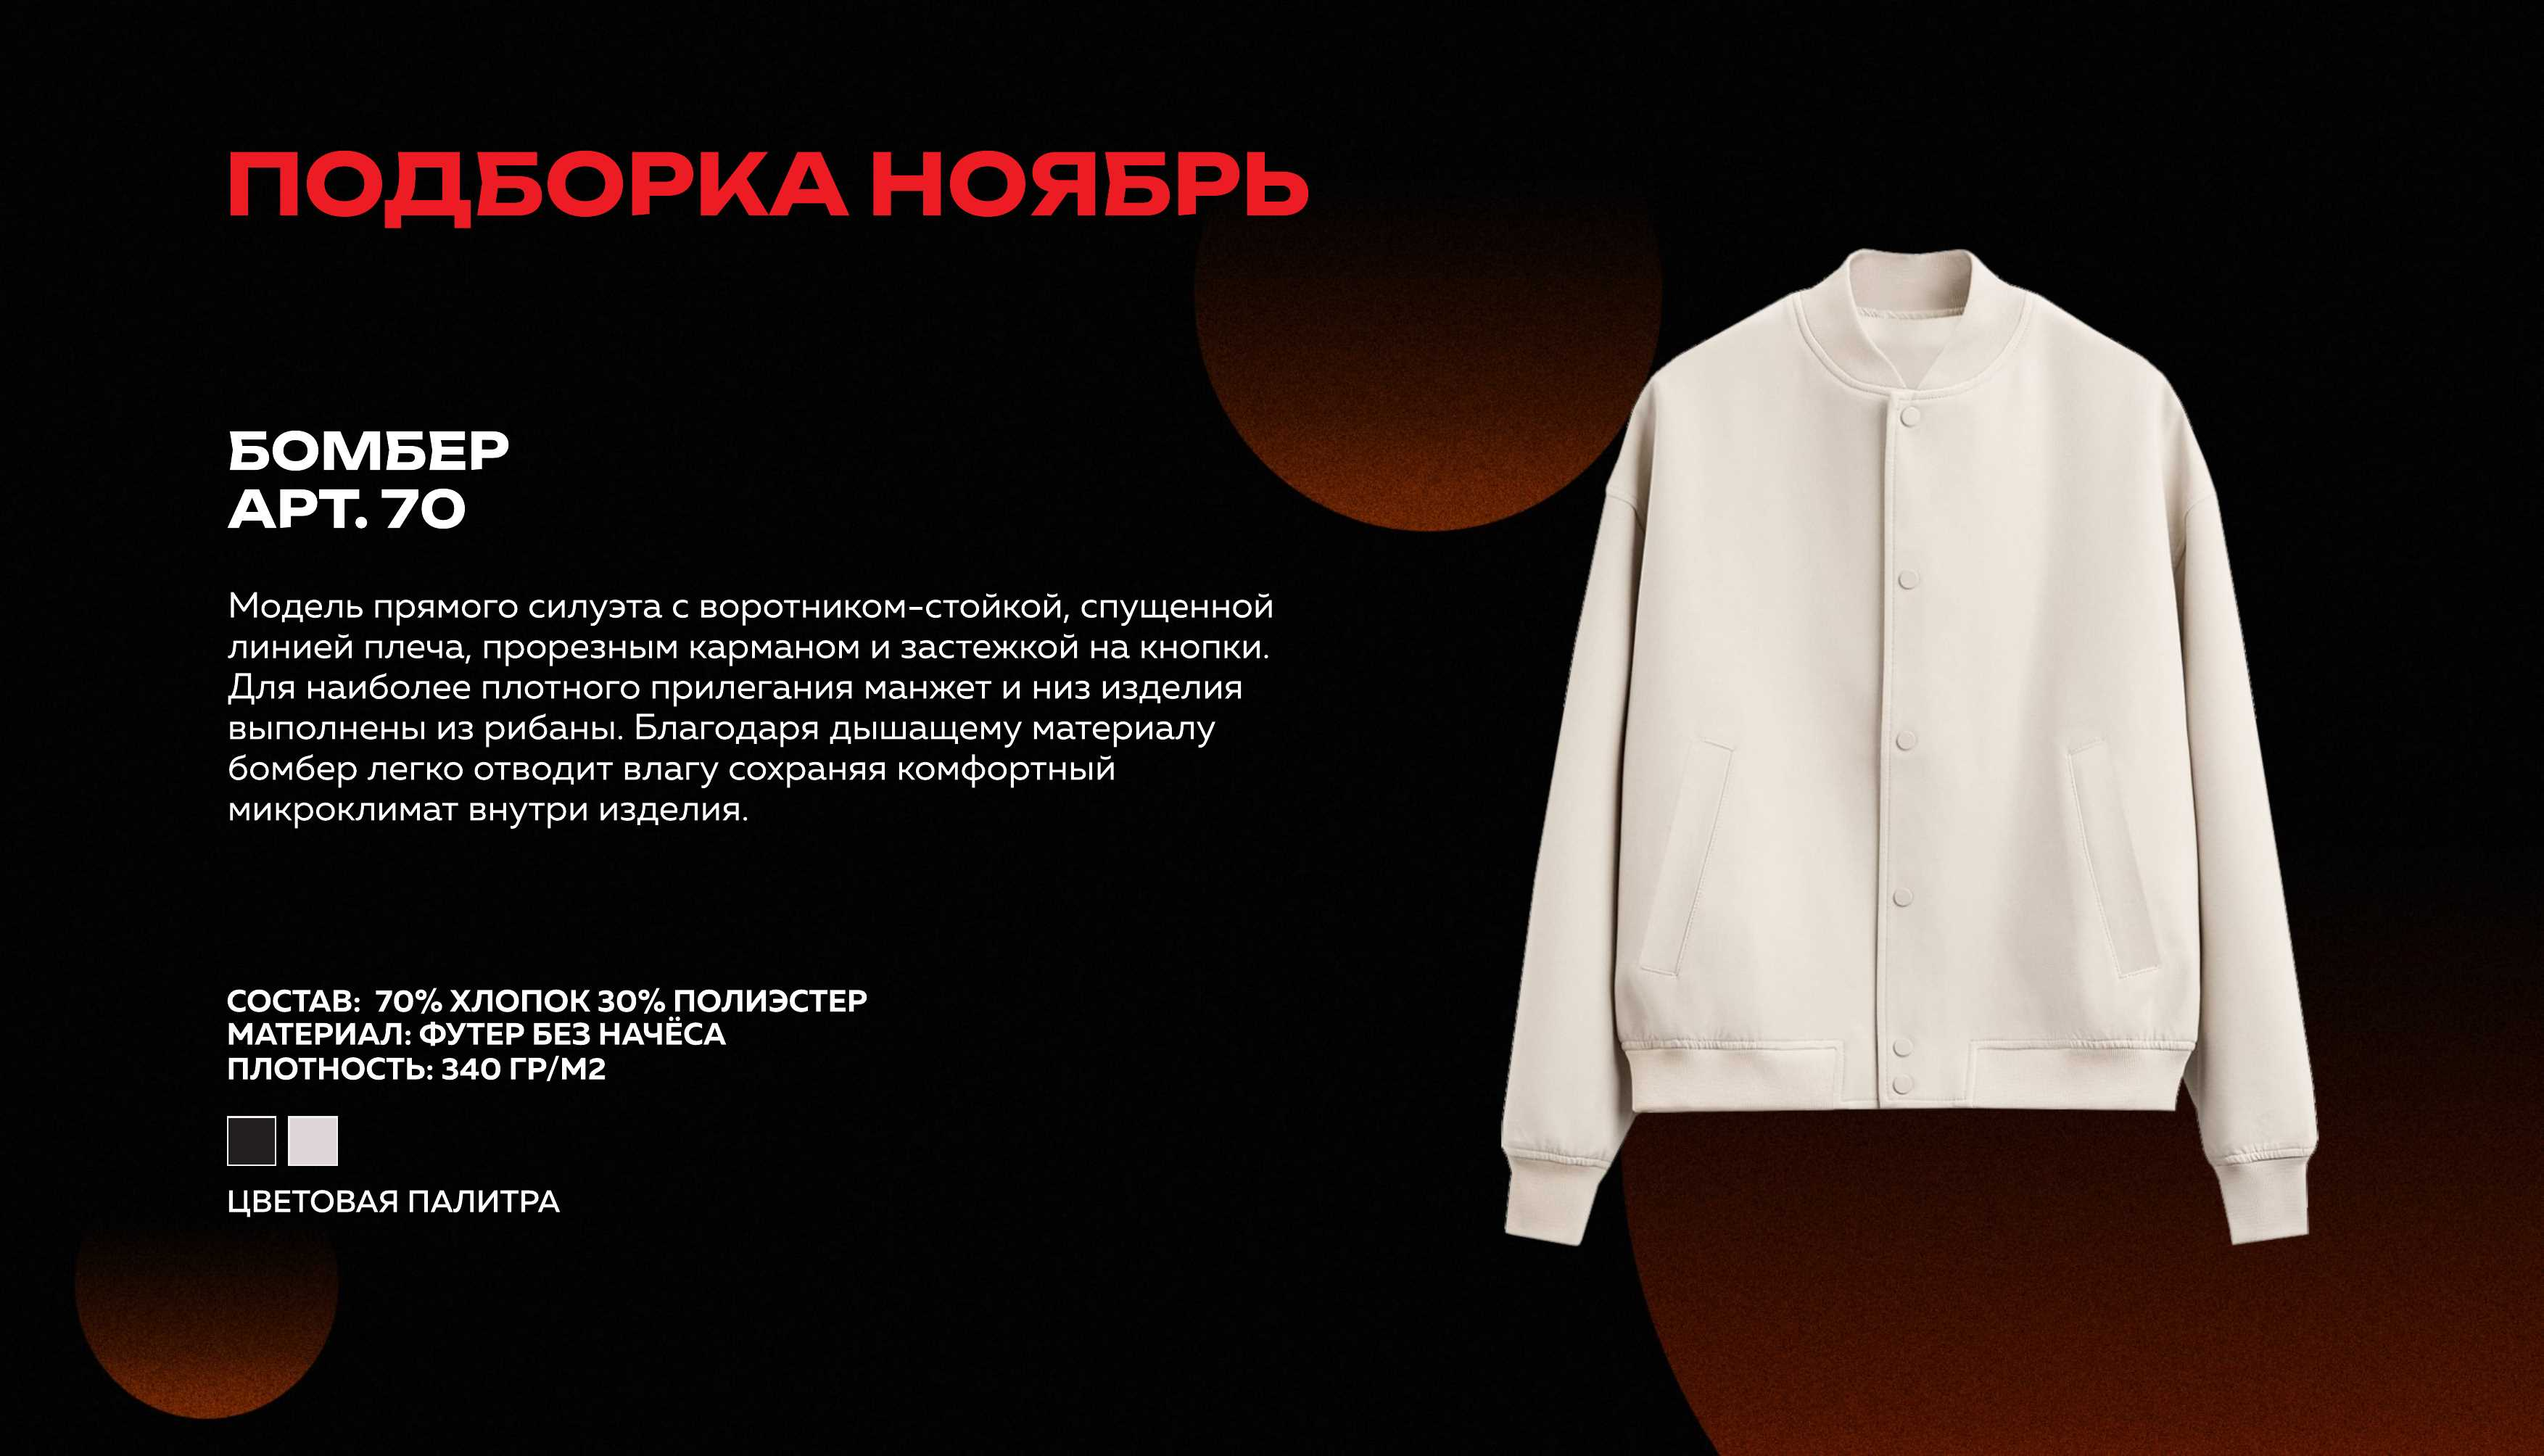 ПОДБОРКА НОЯБРЬ
БОМБЕР
АРТ. 70
Модель прямого силуэта с воротником-стойкой, спущенной
линией плеча, прорезным карманом и застежкой на кнопки.
Для наиболее плотного прилегания манжет и низ изделия
выполнены из рибаны. Благодаря дышащему материалу
бомбер легко отводит влагу сохраняя комфортный
микроклимат внутри изделия.
СОСТАВ: 70% ХЛОПОК 30% ПОЛИЭСТЕР
МАТЕРИАЛ: ФУТЕР БЕЗ НАЧЁСА
ПЛОТНОСТЬ: 340 ГР/М2
ЦВЕТОВАЯ ПАЛИТРА